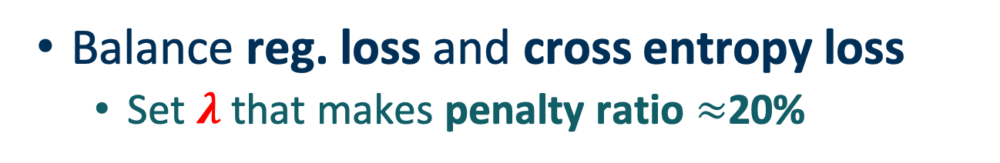 • Balance reg. loss and cross entropy loss
• Set λ that makes penalty ratio ≈20%